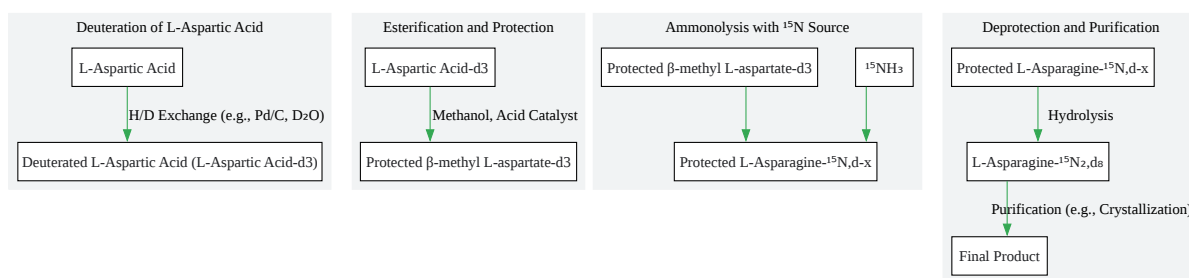 Deuteration of L-Aspartic Acid
L-Aspartic Acid
H/D Exchange (e.g., Pd/C, D₂O)
Deuterated L-Aspartic Acid (L-Aspartic Acid-d3)
Esterification and Protection
L-Aspartic Acid-d3
Methanol, Acid Catalyst
Protected β-methyl L-aspartate-d3
Ammonolysis with ¹⁵N Source
Protected β-methyl L-aspartate-d3
¹⁵NH₃
Protected L-Asparagine-¹⁵N,d-x
Deprotection and Purification
Protected L-Asparagine-¹⁵N,d-x
Hydrolysis
L-Asparagine-¹⁵N₂,d₈
Purification (e.g., Crystallization)
Final Product